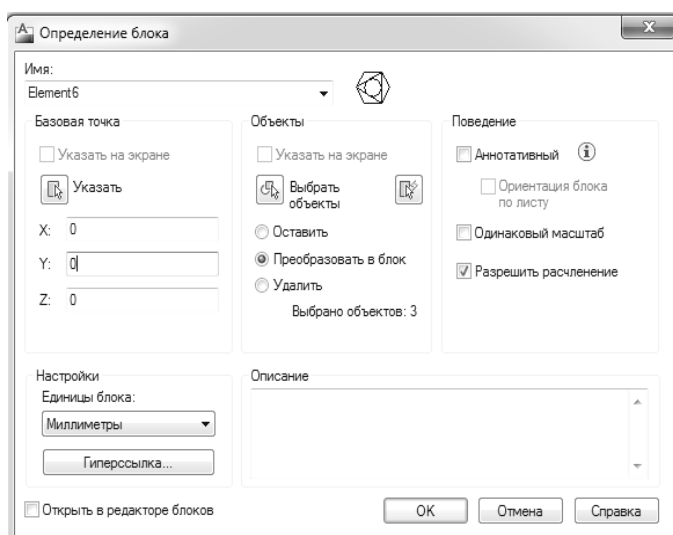 Определение блока
Имя:
Element6
Базовая точка
Указать на экране
Указать
X: 0
Y: 0
Z: 0
Объекты
Указать на экране
Выбрать
объекты
Оставить
Преобразовать в блок
Удалить
Выбрано объектов: 3
Поведение
Аннотативный
Ориентация блока
по листу
Одинаковый масштаб
Разрешить расчленение
Настройки
Единицы блока:
Миллиметры
Гиперссылка...
Описание
Открыть в редакторе блоков
OK Отмена Справка